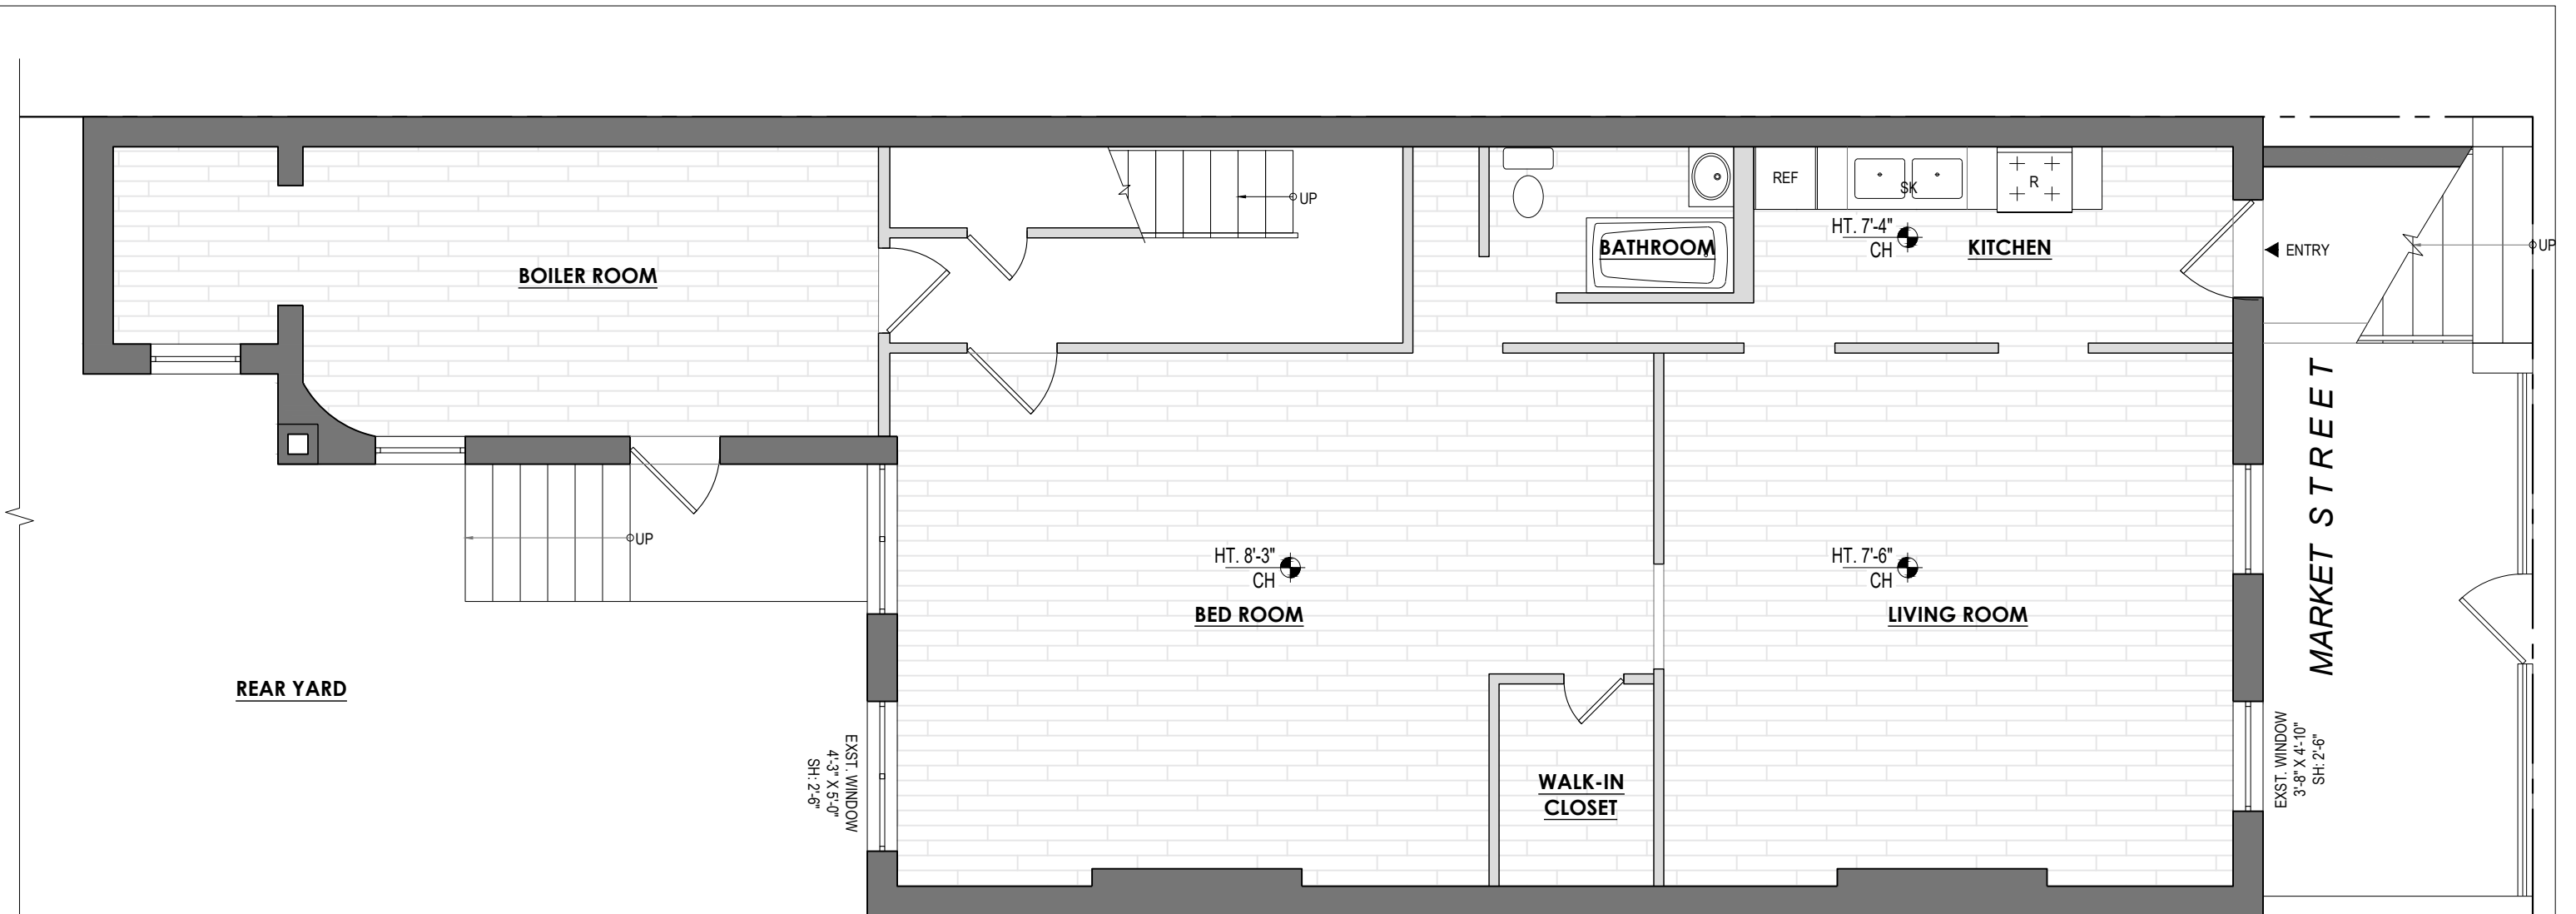 REF
SK
R
UP
HT. 7'-4"
CH
BATHROOM
KITCHEN
ENTRY
UP
BOILER ROOM
MARKET STREET
UP
HT. 8'-3"
CH
BED ROOM
HT. 7'-6"
CH
LIVING ROOM
REAR YARD
EXST. WINDOW
4'-3" X 5'-0"
SH: 2'-6"
WALK-IN
CLOSET
EXST. WINDOW
3'-8" X 4'-10"
SH: 2'-6"